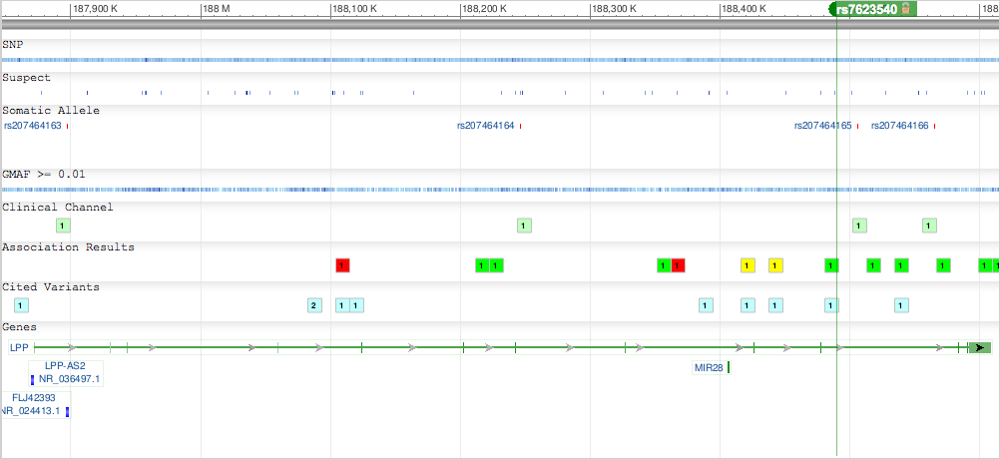 187,900 K 188 M 188,100 K 188,200 K 188,300 K 188,400 K rs7623540 188
SNP
Suspect
Somatic Allele
rs207464163 rs207464164 rs207464165 rs207464166
GMAF >= 0.01
Clinical Channel
1 1 1 1
Association Results
1 1 1 1 1 1 1 1 1 1 1 1 1
Cited Variants
1 2 1 1 1 1 1 1 1
Genes
LPP
LPP-AS2 MIR28
NR_036497.1
FLJ42393
NR_024413.1